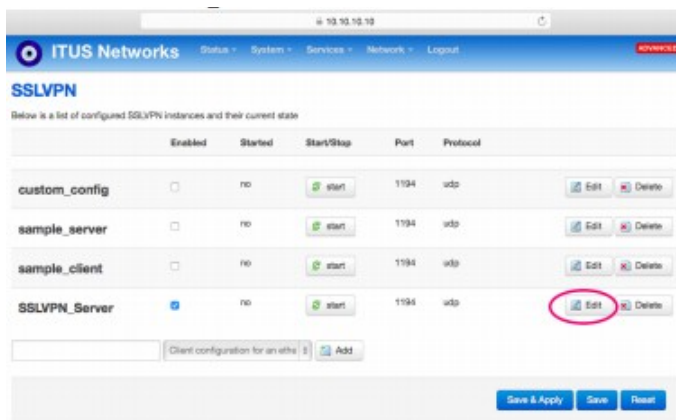 10.10.10.10
ITUS Networks Status System Services Network Logout ADVANCED
SSLVPN
Below is a list of configured SSLVPN instances and their current state
Enabled Started Start/Stop Port Protocol
custom_config no start 1194 udp Edit Delete
sample_server no start 1194 udp Edit Delete
sample_client no start 1194 udp Edit Delete
SSLVPN_Server no start 1194 udp Edit Delete
Client configuration for an ethe Add
Save & Apply Save Reset